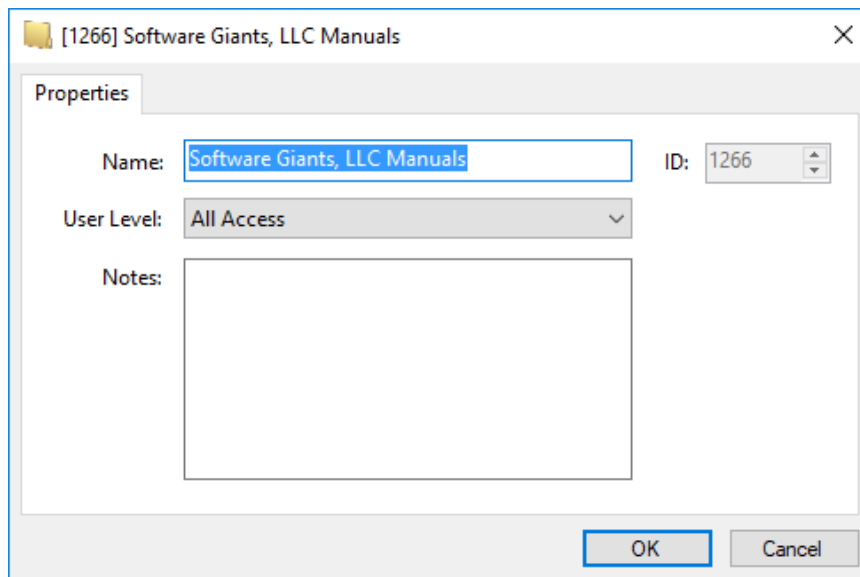 [1266] Software Giants, LLC Manuals
Properties
Name: Software Giants, LLC Manuals ID: 1266
User Level: All Access
Notes:
OK Cancel